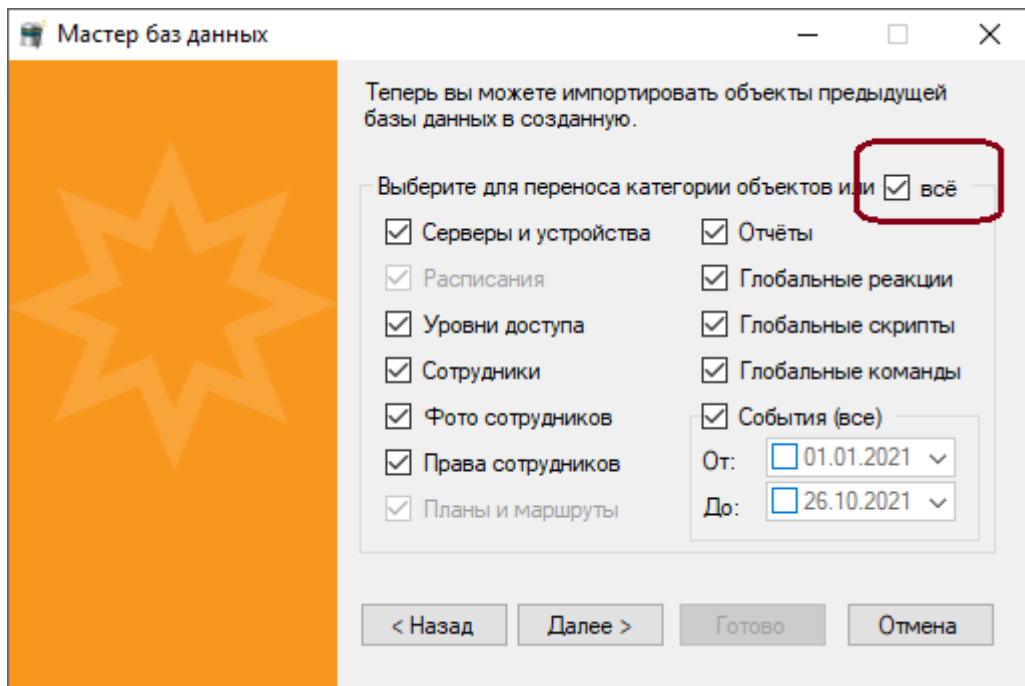 Мастер баз данных
Теперь вы можете импортировать объекты предыдущей
базы данных в созданную.
Выберите для переноса категории объектов или всё
Серверы и устройства
Расписания
Уровни доступа
Сотрудники
Фото сотрудников
Права сотрудников
Планы и маршруты
Отчёты
Глобальные реакции
Глобальные скрипты
Глобальные команды
События (все)
От: 01.01.2021
До: 26.10.2021
< Назад
Далее >
Готово
Отмена